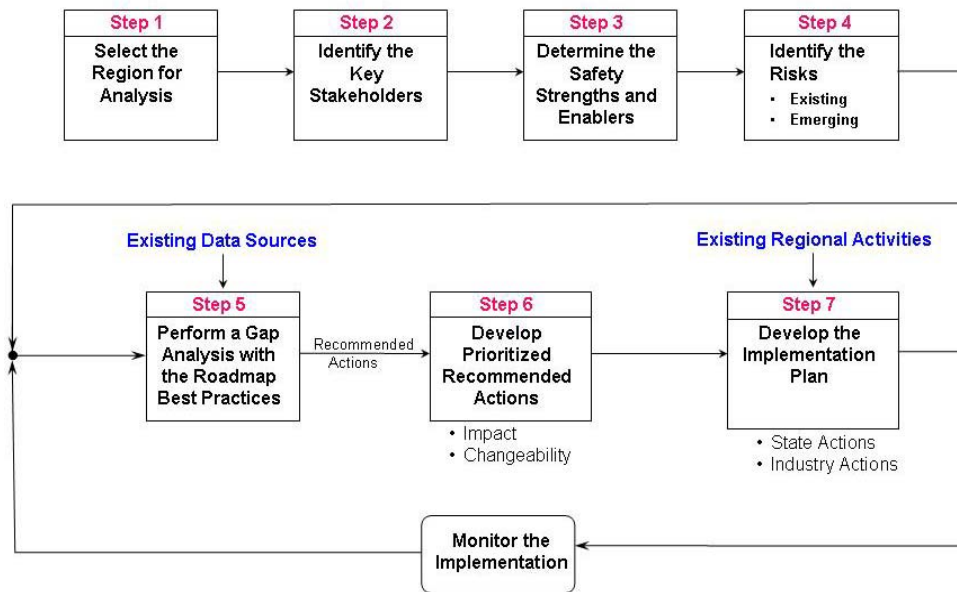 Step 1
Select the
Region for
Analysis
Step 2
Identify the
Key
Stakeholders
Step 3
Determine the
Safety
Strengths and
Enablers
Step 4
Identify the
Risks
• Existing
• Emerging
Existing Data Sources
Existing Regional Activities
Step 5
Perform a Gap
Analysis with
the Roadmap
Best Practices
Recommended
Actions
Step 6
Develop
Prioritized
Recommended
Actions
• Impact
• Changeability
Step 7
Develop the
Implementation
Plan
• State Actions
• Industry Actions
Monitor the
Implementation